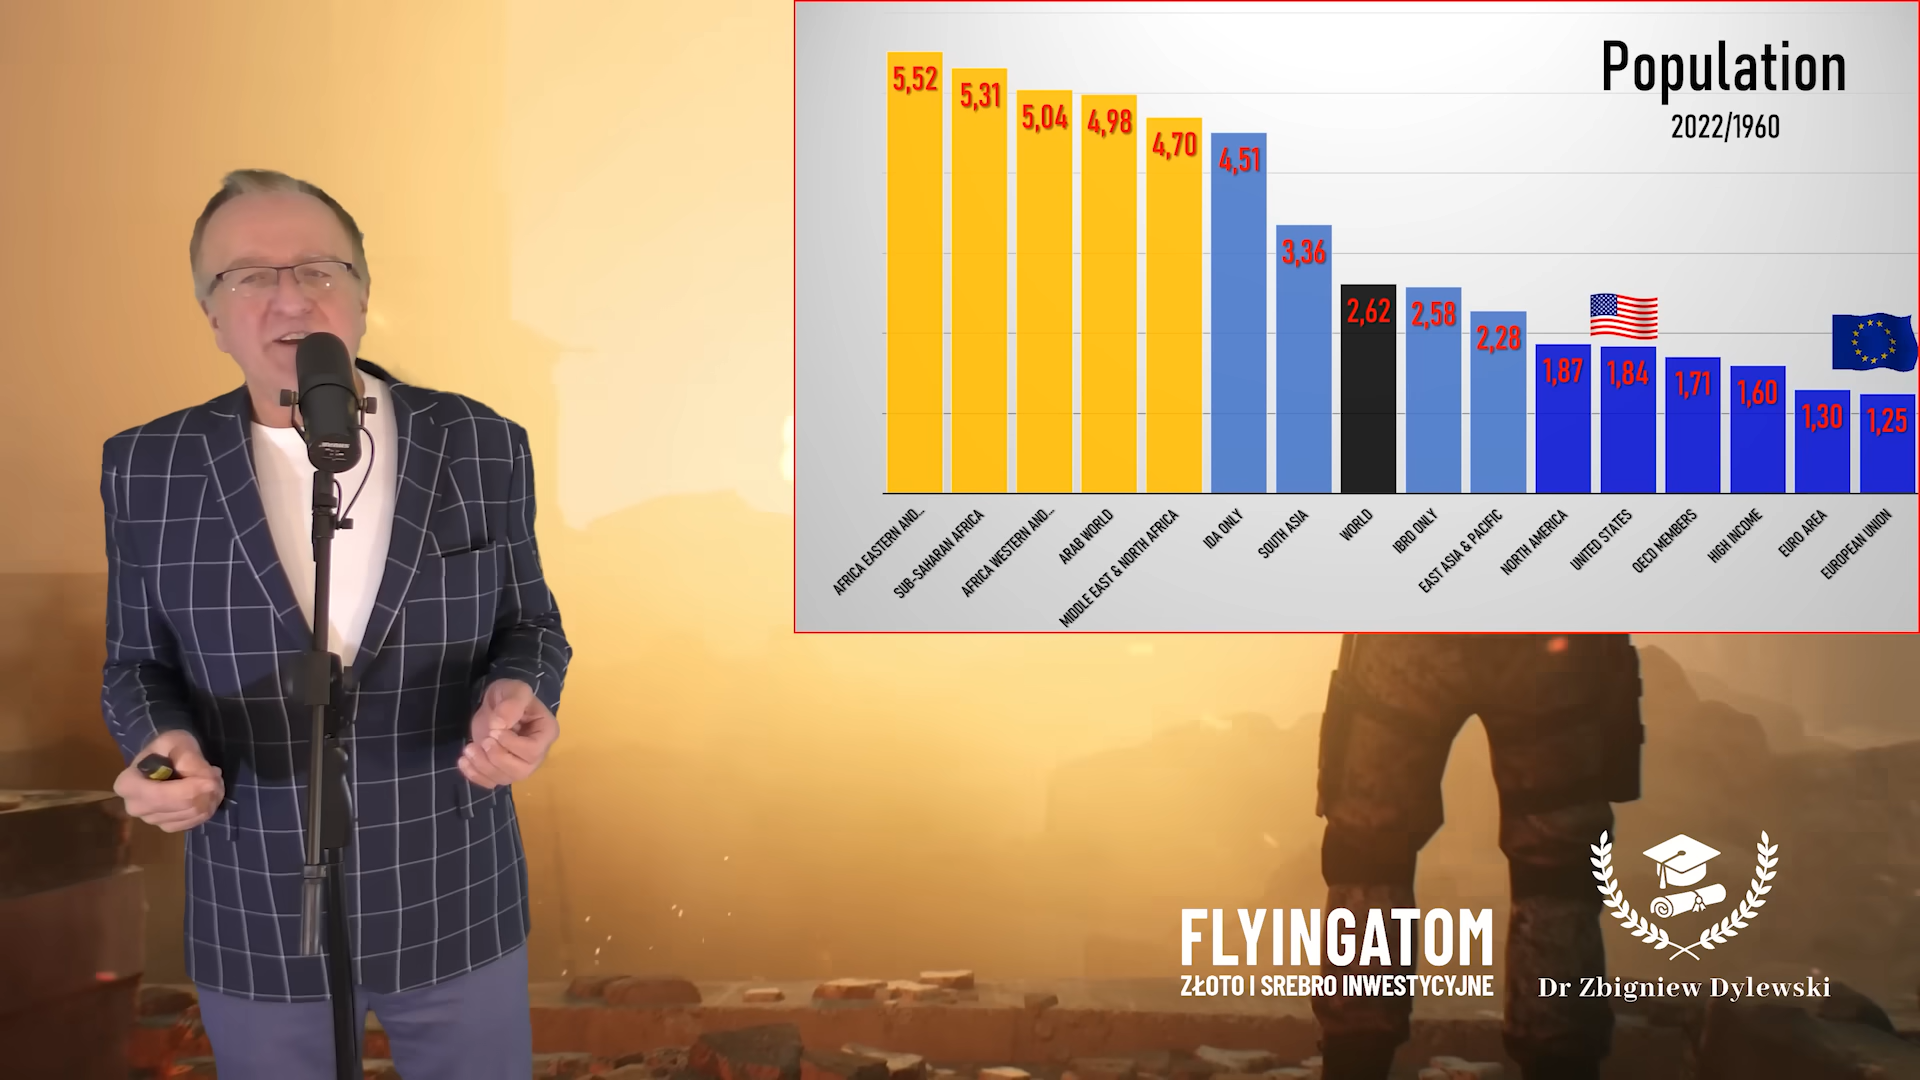 Population
2022/1960
5,52
5,31
5,04
4,98
4,70
4,51
3,36
2,62
2,58
2,28
1,87
1,84
1,71
1,60
1,30
1,25
AFRICA EASTERN AND...
SUB-SAHARAN AFRICA
AFRICA WESTERN AND...
ARAB WORLD
MIDDLE EAST & NORTH AFRICA
IDA ONLY
SOUTH ASIA
WORLD
IBRD ONLY
EAST ASIA & PACIFIC
NORTH AMERICA
UNITED STATES
OECD MEMBERS
HIGH INCOME
EURO AREA
EUROPEAN UNION
FLYINGATOM
ZŁOTO I SREBRO INWESTYCYJNE
Dr Zbigniew Dylewski